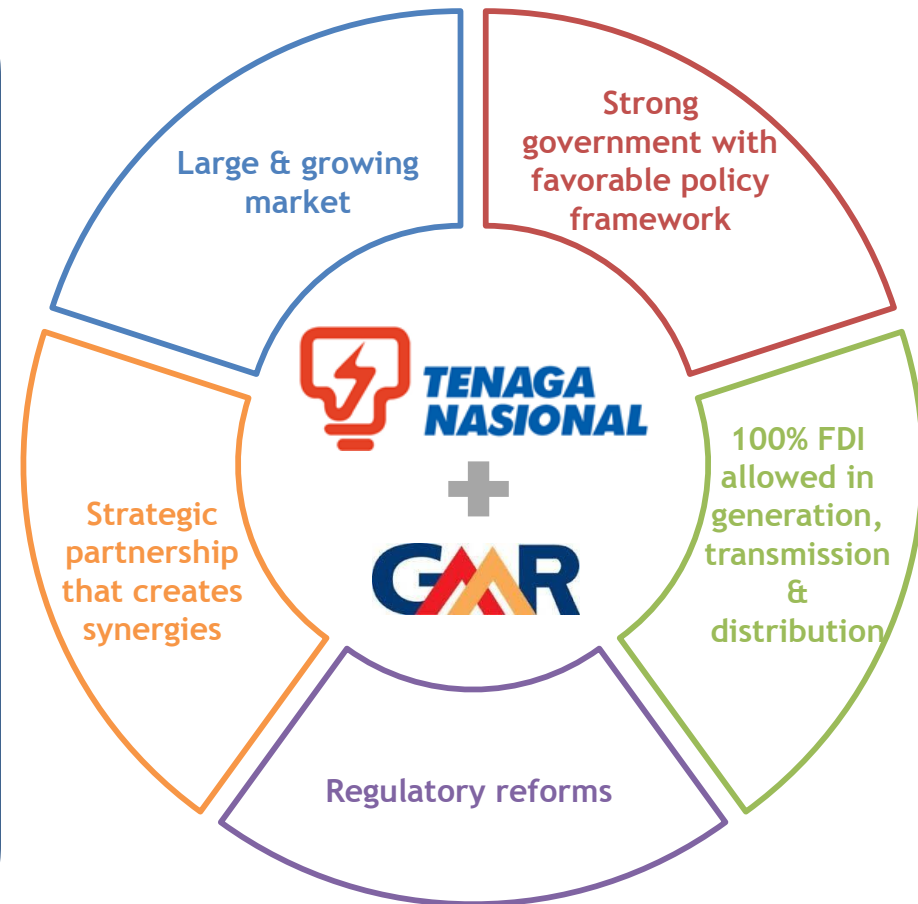 Strong
government with
favorable policy
framework
Large & growing
market
TENAGA
NASIONAL
GMR
100% FDI
allowed in
generation,
transmission
&
distribution
Strategic
partnership
that creates
synergies
Regulatory reforms